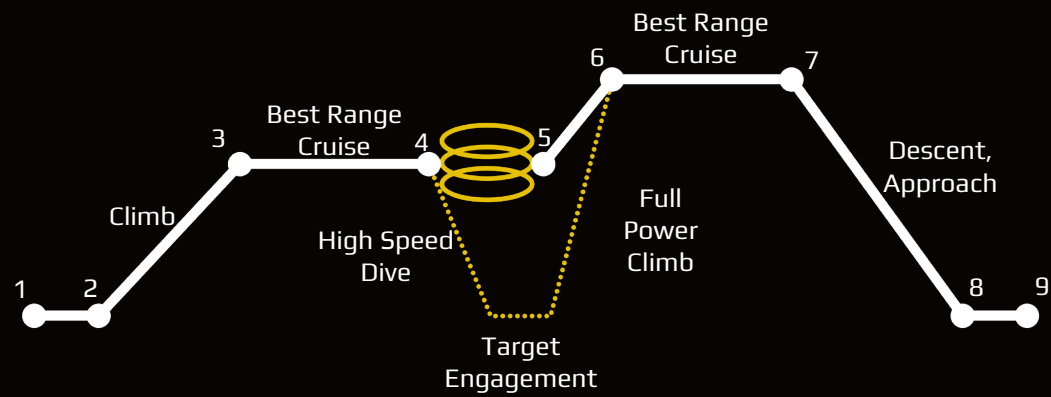 Best Range
Cruise
6
7
Best Range
Cruise
3
4
5
Descent,
Approach
Climb
High Speed
Dive
Full
Power
Climb
1
2
8
9
Target
Engagement